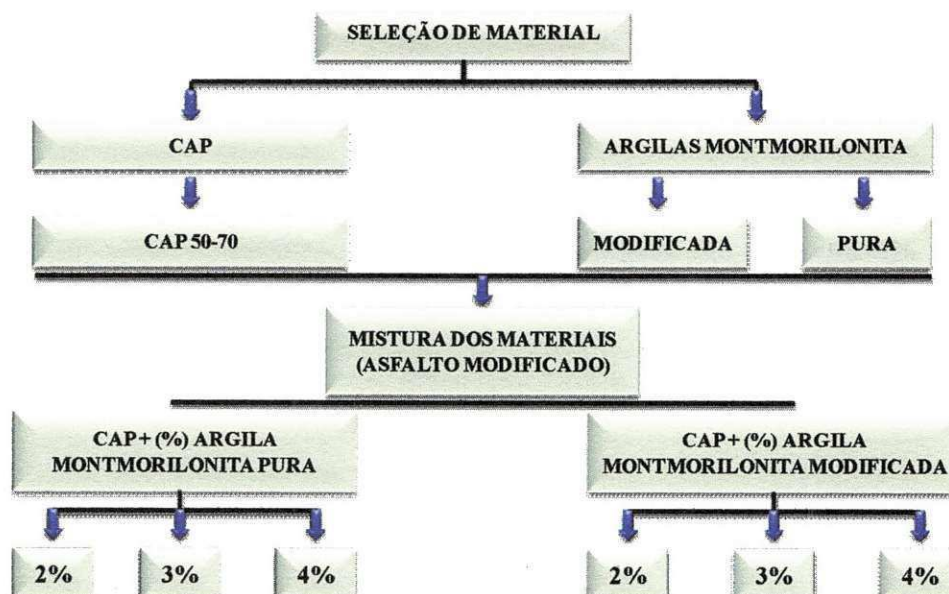 SELEÇÃO DE MATERIAL
CAP
ARGILAS MONTMORILONITA
CAP 50-70
MODIFICADA
PURA
MISTURA DOS MATERIAIS
(ASFALTO MODIFICADO)
CAP+ (%) ARGILA
MONTMORILONITA PURA
CAP+ (%) ARGILA
MONTMORILONITA MODIFICADA
2%
3%
4%
2%
3%
4%